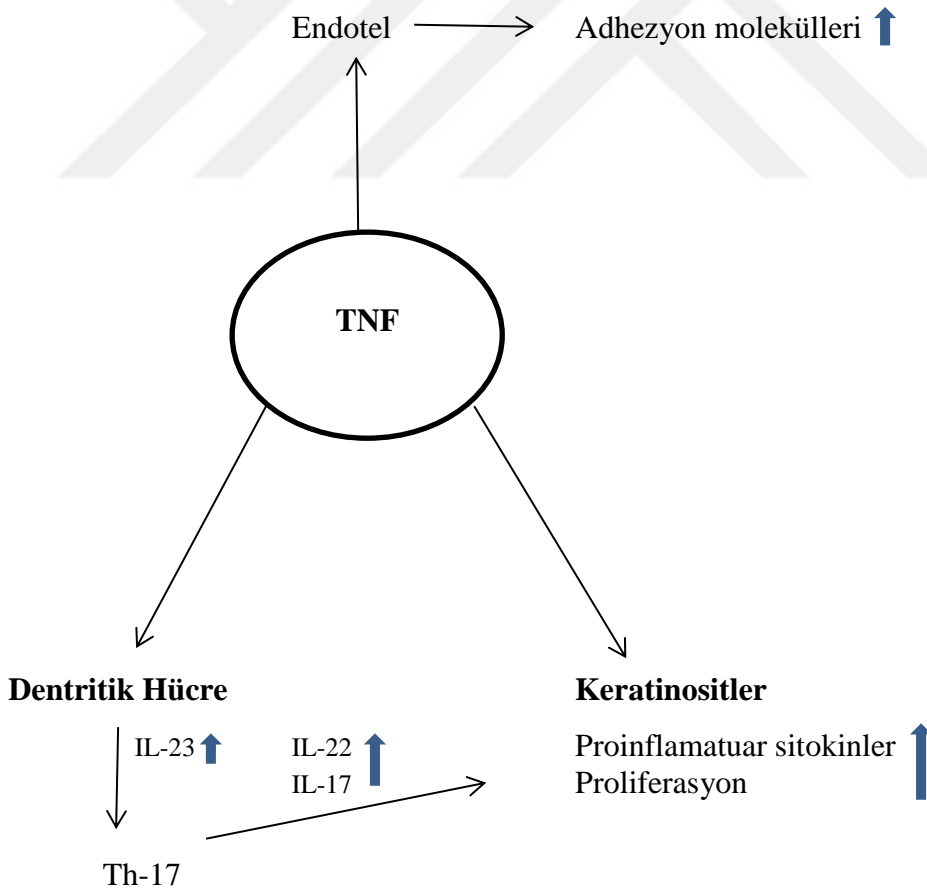 Endotel
Adhezyon molekülleri
TNF
Dentritik Hücre
Keratinositler
IL-23
IL-22
IL-17
Proinflamatuar sitokinler
Proliferasyon
Th-17